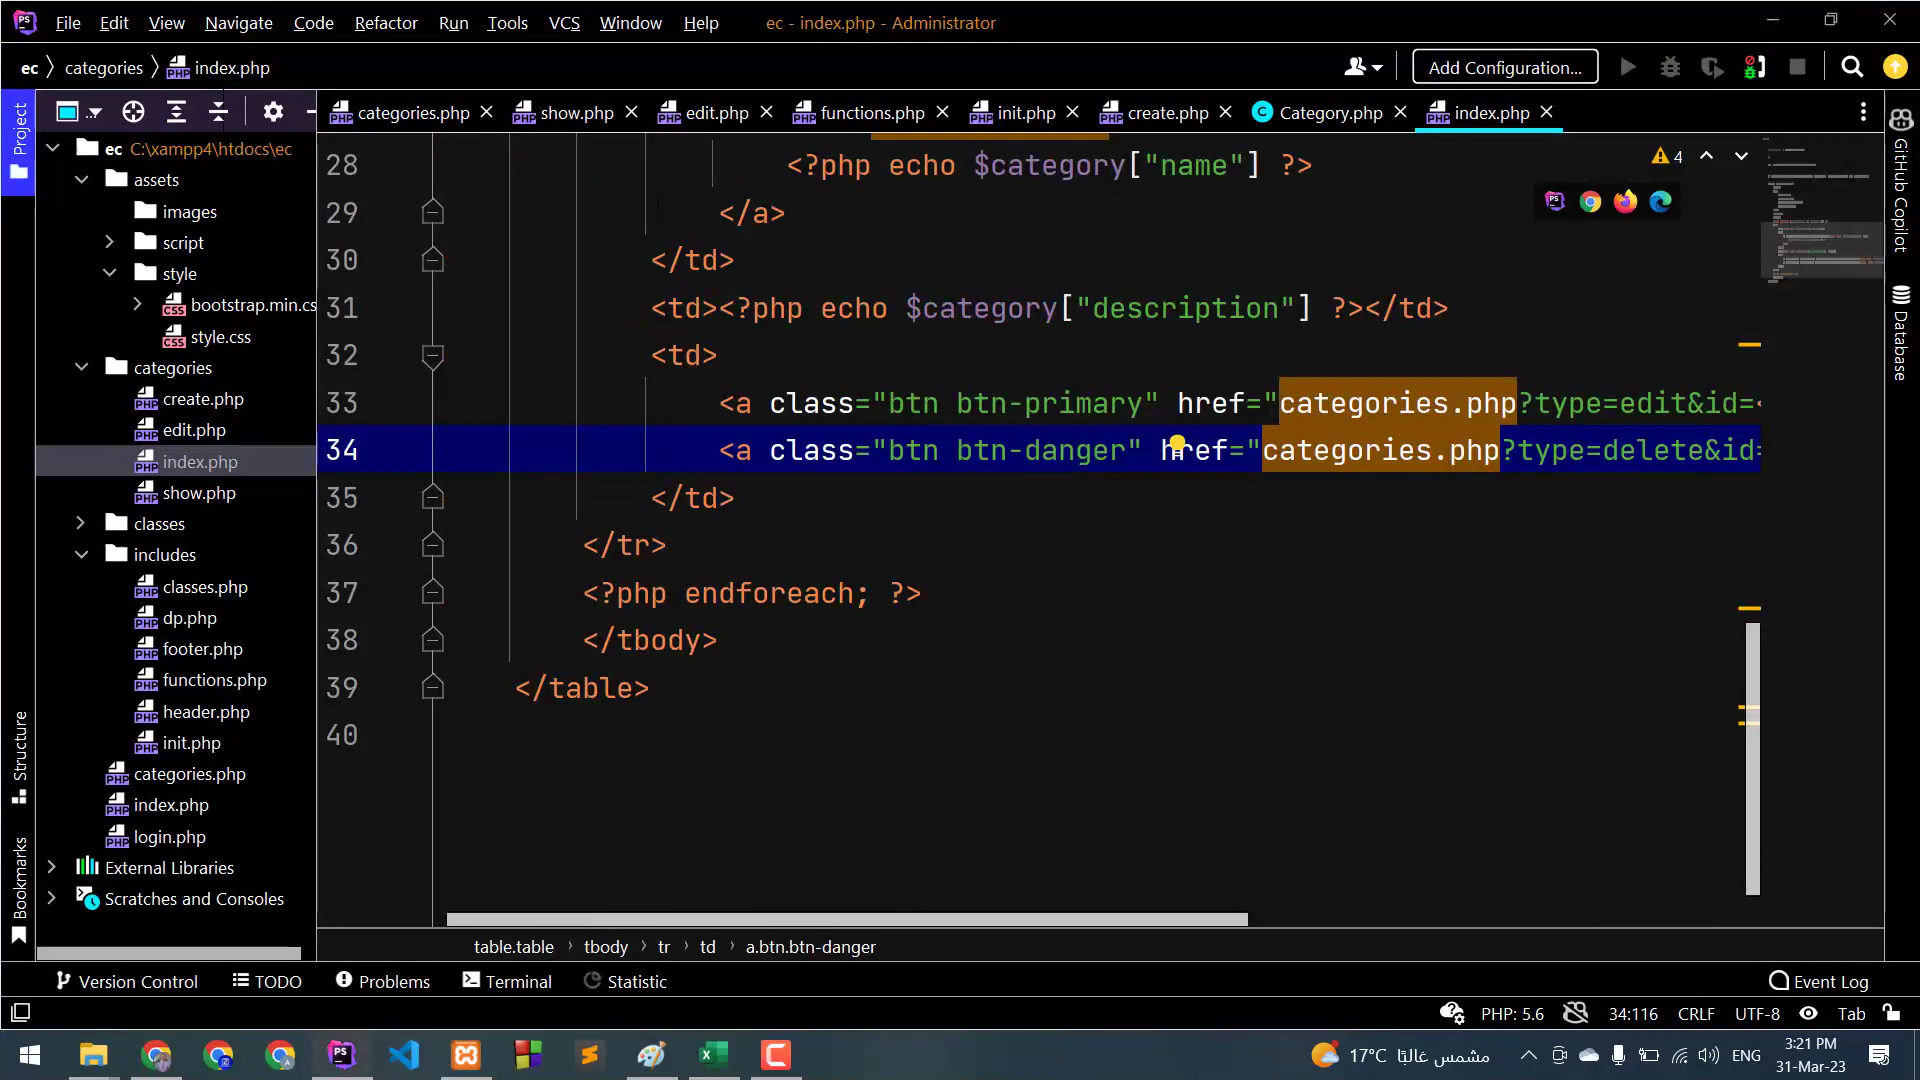 File Edit View Navigate Code Refactor Run Tools VCS Window Help ec - index.php - Administrator
ec categories index.php Add Configuration...
categories.php show.php edit.php functions.php init.php create.php Category.php index.php
Project
ec C:\xampp4\htdocs\ec
assets
images
script
style
bootstrap.min.cs
style.css
categories
create.php
edit.php
index.php
show.php
classes
includes
classes.php
dp.php
footer.php
functions.php
header.php
init.php
categories.php
index.php
login.php
External Libraries
Scratches and Consoles
Structure
Bookmarks
28 <?php echo $category["name"] ?>
29 </a>
30 </td>
31 <td><?php echo $category["description"] ?></td>
32 <td>
33 <a class="btn btn-primary" href="categories.php?type=edit&id=<
34 <a class="btn btn-danger" href="categories.php?type=delete&id=
35 </td>
36 </tr>
37 <?php endforeach; ?>
38 </tbody>
39 </table>
40
4
GitHub Copilot
Database
table.table tbody tr td a.btn.btn-danger
Version Control TODO Problems Terminal Statistic Event Log
PHP: 5.6 34:116 CRLF UTF-8 Tab
17°C مشمس غالبًا ENG 3:21 PM
31-Mar-23